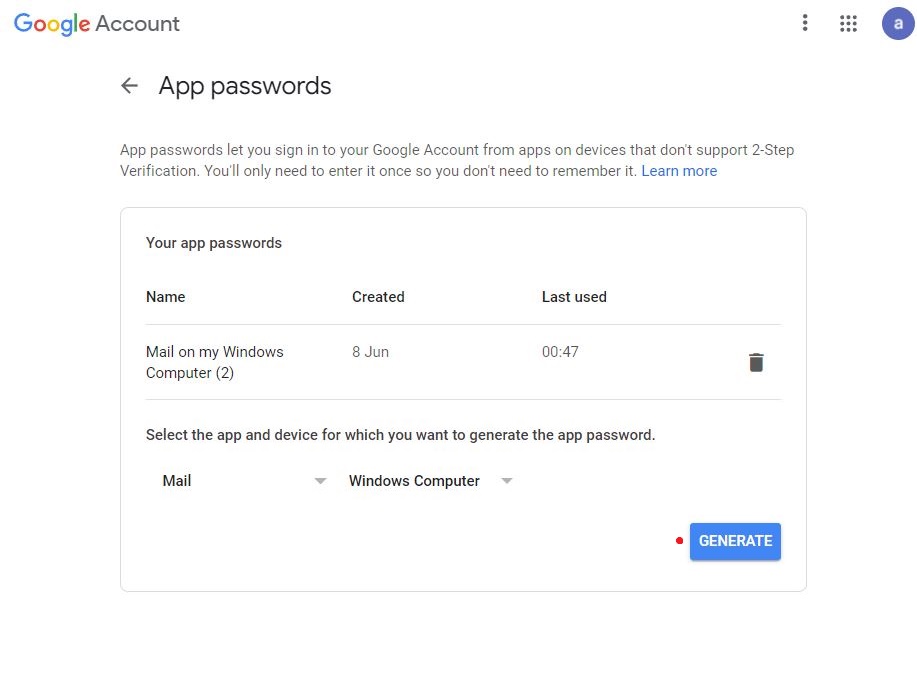 Google Account
a
App passwords
App passwords let you sign in to your Google Account from apps on devices that don't support 2-Step
Verification. You'll only need to enter it once so you don't need to remember it. Learn more
Your app passwords
Name Created Last used
Mail on my Windows 8 Jun 00:47
Computer (2)
Select the app and device for which you want to generate the app password.
Mail Windows Computer
GENERATE